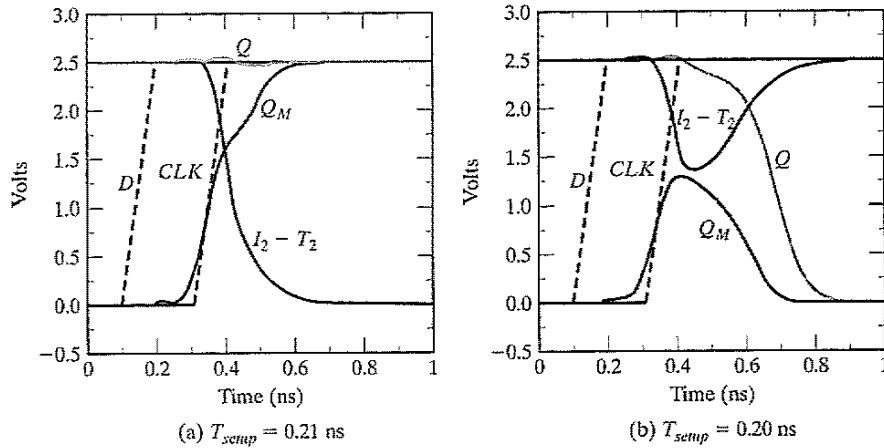 3.0
2.5
2.0
1.5
1.0
0.5
0.0
−0.5
Volts
Q
Q_M
CLK
D
I_2 − T_2
0
0.2
0.4
0.6
0.8
1
Time (ns)
(a) T_setup = 0.21 ns
3.0
2.5
2.0
1.5
1.0
0.5
0.0
−0.5
Volts
I_2 − T_2
Q
CLK
D
Q_M
0
0.2
0.4
0.6
0.8
1
Time (ns)
(b) T_setup = 0.20 ns